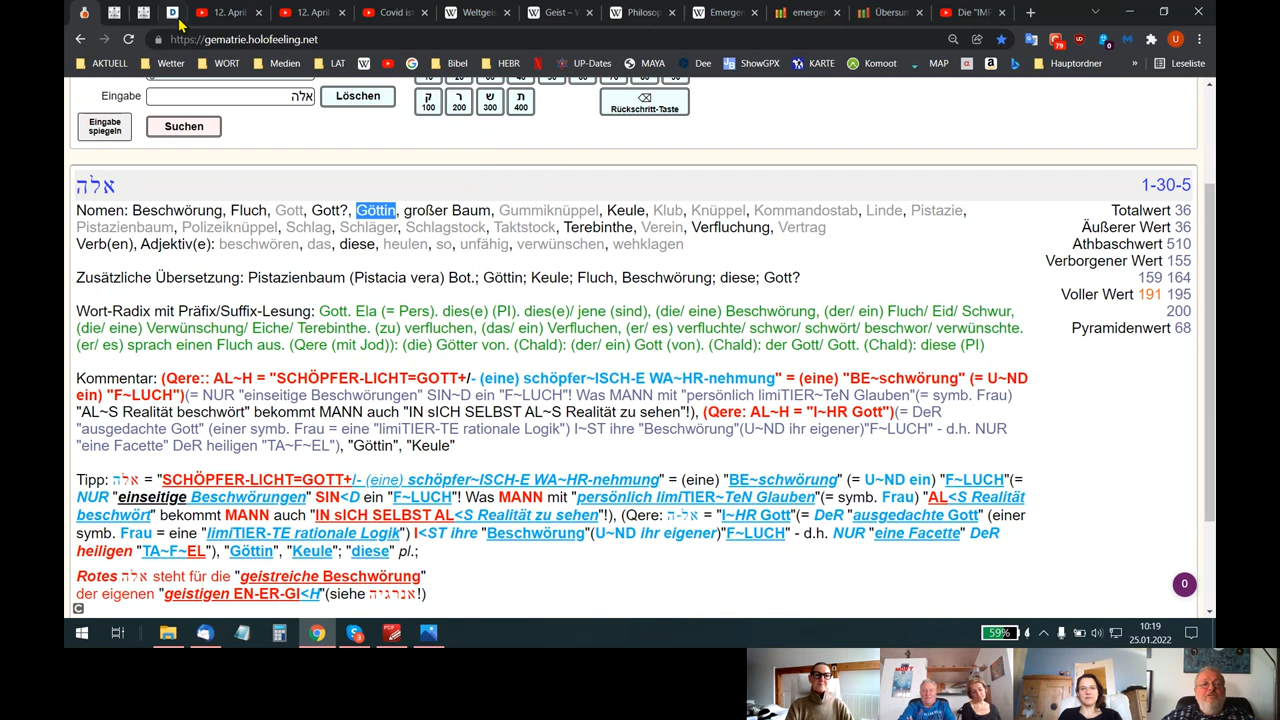 D 12. April × 12. April × Covid ist × Weltgeis × Geist – W × Philosop × Emergen × emerger × Übersun × Die "IMP × +
https://gematrie.holofeeling.net
AKTUELL Wetter WORT Medien LAT Bibel HEBR UP-Dates MAYA Dee ShowGPX KARTE Komoot MAP Hauptordner » Leseliste
Eingabe אלה Löschen
ק 100 ר 200 ש 300 ת 400
Rückschritt-Taste
Eingabe spiegeln Suchen
אלה 1-30-5
Nomen: Beschwörung, Fluch, Gott, Gott?, Göttin, großer Baum, Gummiknüppel, Keule, Klub, Knüppel, Kommandostab, Linde, Pistazie, Totalwert 36
Pistazienbaum, Polizeiknüppel, Schlag, Schläger, Schlagstock, Taktstock, Terebinthe, Verein, Verfluchung, Vertrag Äußerer Wert 36
Verb(en), Adjektiv(e): beschwören, das, diese, heulen, so, unfähig, verwünschen, wehklagen Athbaschwert 510
Verborgener Wert 155
Zusätzliche Übersetzung: Pistazienbaum (Pistacia vera) Bot.; Göttin; Keule; Fluch, Beschwörung; diese; Gott? 159 164
Voller Wert 191 195
Wort-Radix mit Präfix/Suffix-Lesung: Gott. Ela (= Pers). dies(e) (PI). dies(e)/ jene (sind), (die/ eine) Beschwörung, (der/ ein) Fluch/ Eid/ Schwur, 200
(die/ eine) Verwünschung/ Eiche/ Terebinthe. (zu) verfluchen, (das/ ein) Verfluchen, (er/ es) verfluchte/ schwor/ schwört/ beschwor/ verwünschte. Pyramidenwert 68
(er/ es) sprach einen Fluch aus. (Qere (mit Jod)): (die) Götter von. (Chald): (der/ ein) Gott (von). (Chald): der Gott/ Gott. (Chald): diese (PI)
Kommentar: (Qere:: AL~H = "SCHÖPFER-LICHT=GOTT+/- (eine) schöpfer~ISCH-E WA~HR-nehmung" = (eine) "BE~schwörung" (= U~ND
ein) "F~LUCH")(= NUR "einseitige Beschwörungen" SIN~D ein "F~LUCH"! Was MANN mit "persönlich limiTIER~TeN Glauben"(= symb. Frau)
"AL~S Realität beschwört" bekommt MANN auch "IN sICH SELBST AL~S Realität zu sehen"!), (Qere: AL~H = "I~HR Gott")(= DeR
"ausgedachte Gott" (einer symb. Frau = eine "limiTIER-TE rationale Logik") I~ST ihre "Beschwörung"(U~ND ihr eigener)"F~LUCH" - d.h. NUR
"eine Facette" DeR heiligen "TA~F~EL"), "Göttin", "Keule"
Tipp: אלה = "SCHÖPFER-LICHT=GOTT+/- (eine) schöpfer~ISCH-E WA~HR-nehmung" = (eine) "BE~schwörung" (= U~ND ein) "F~LUCH"(=
NUR "einseitige Beschwörungen" SIN<D ein "F~LUCH"! Was MANN mit "persönlich limiTIER~TeN Glauben"(= symb. Frau) "AL<S Realität
beschwört" bekommt MANN auch "IN sICH SELBST AL<S Realität zu sehen"!), (Qere: אל-ה = "I~HR Gott"(= DeR "ausgedachte Gott" (einer
symb. Frau = eine "limiTIER-TE rationale Logik") I<ST ihre "Beschwörung"(U~ND ihr eigener)"F~LUCH" - d.h. NUR "eine Facette" DeR
heiligen "TA~F~EL"), "Göttin", "Keule"; "diese" pl.;
Rotes אלה steht für die "geistreiche Beschwörung"
der eigenen "geistigen EN-ER-GI<H"(siehe אנרגיה!)
0
59% 10:19
25.01.2022